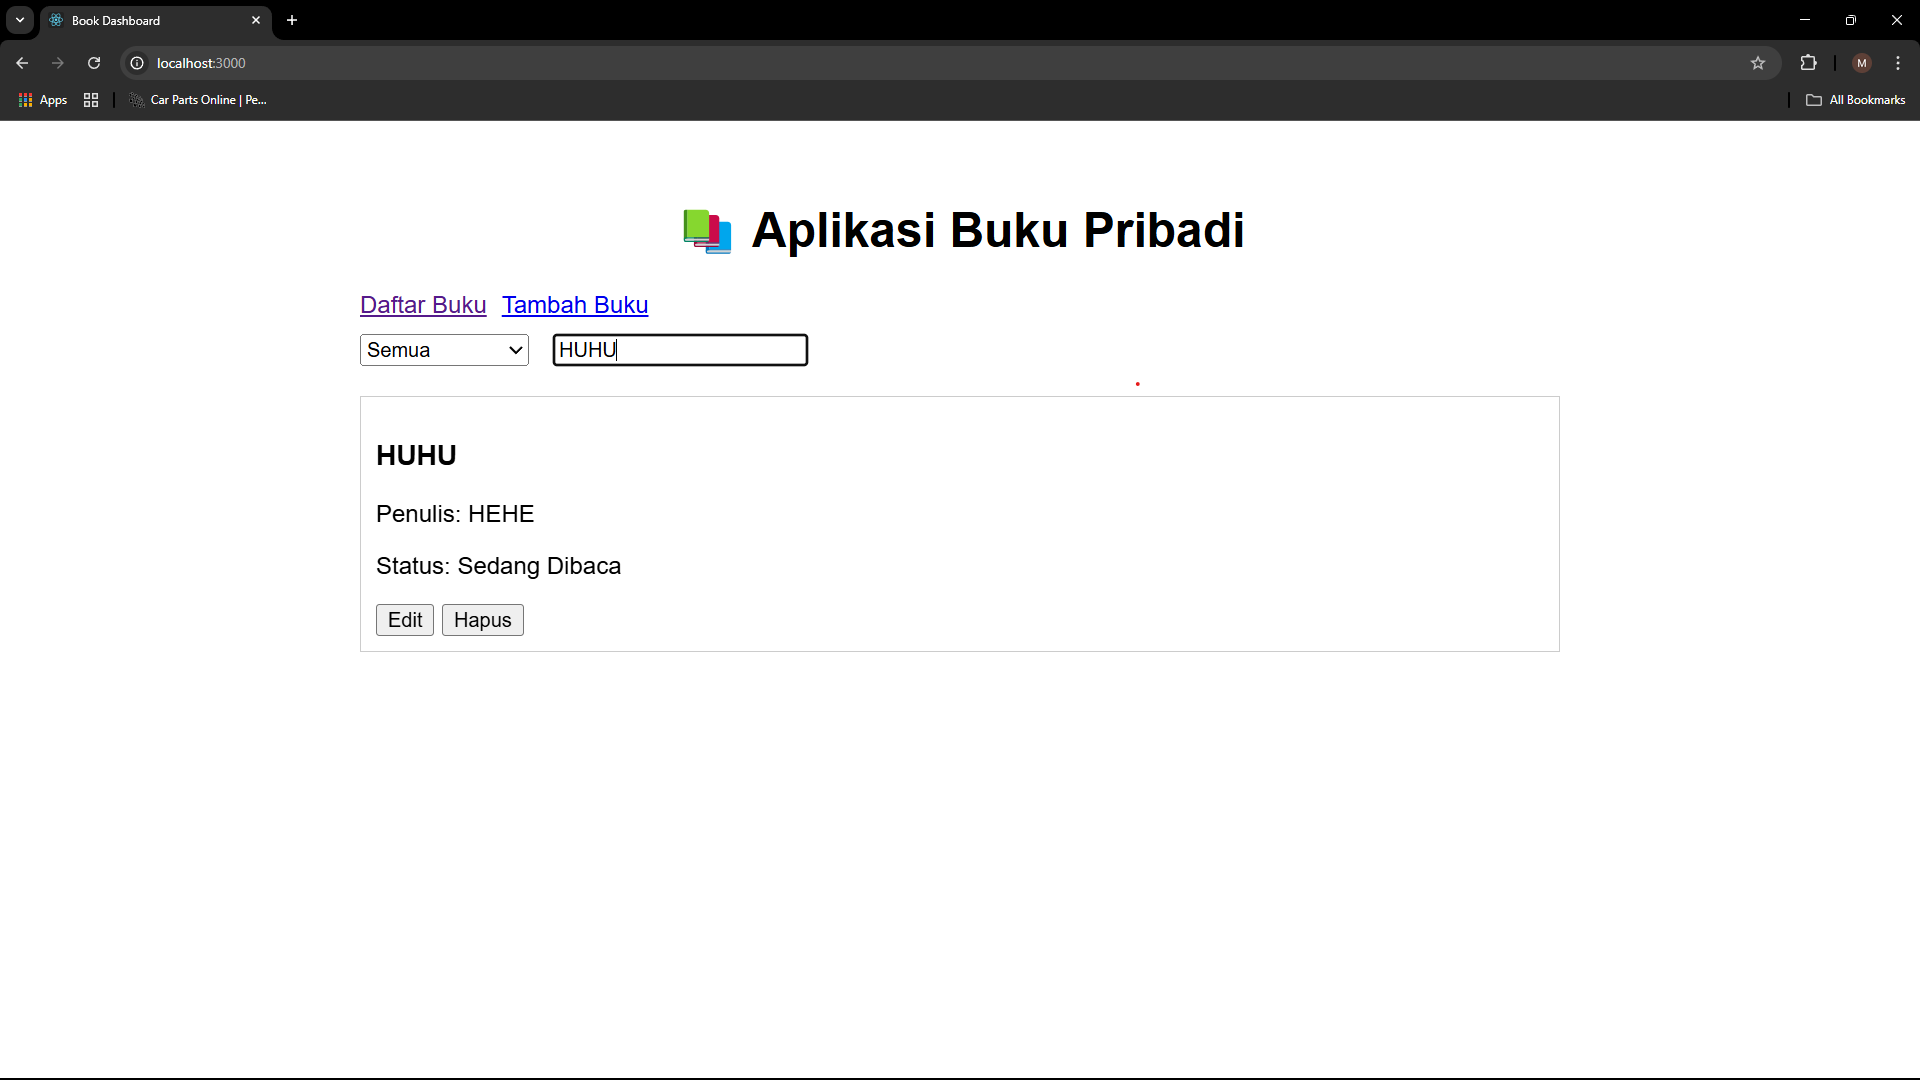 Book Dashboard
localhost:3000
M
Apps
Car Parts Online | Pe...
All Bookmarks
Aplikasi Buku Pribadi
Daftar Buku Tambah Buku
Semua HUHU
HUHU
Penulis: HEHE
Status: Sedang Dibaca
Edit Hapus